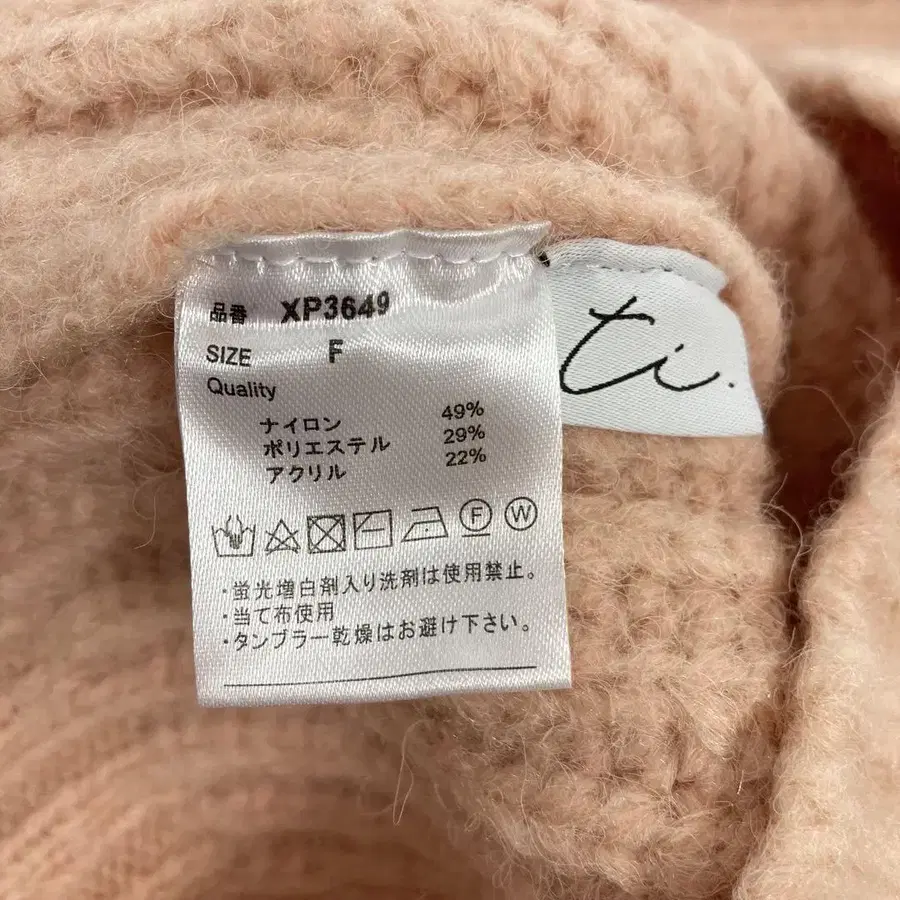 品番 XP3649
SIZE F
Quality
ナイロン 49%
ポリエステル 29%
アクリル 22%
F W
・蛍光増白剤入り洗剤は使用禁止。
・当て布使用
・タンブラー乾燥はお避け下さい。
ti.